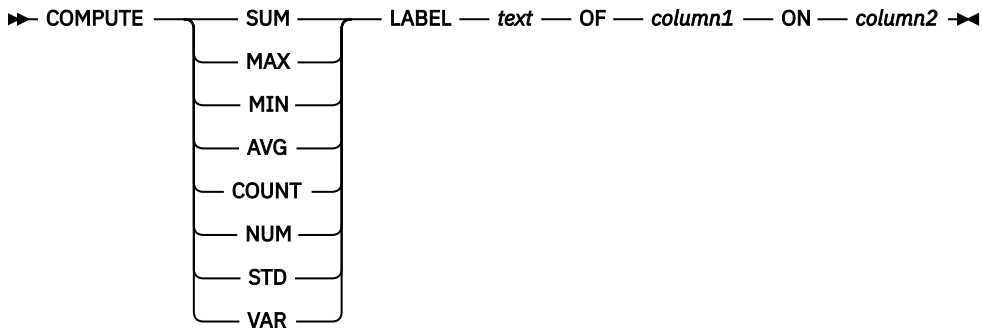 COMPUTE SUM LABEL text OF column1 ON column2
MAX
MIN
AVG
COUNT
NUM
STD
VAR